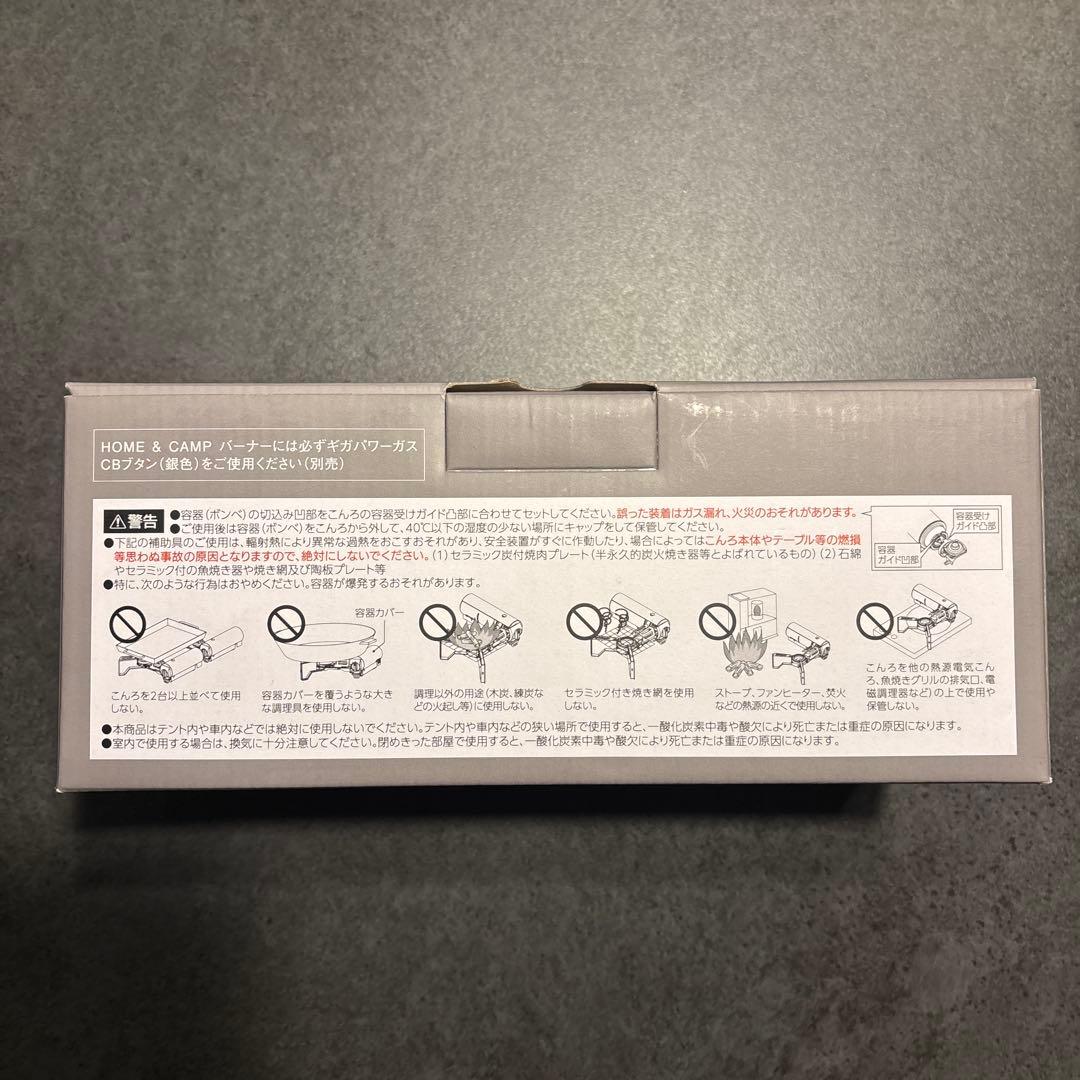 HOME & CAMP バーナーには必ずギガパワーガス
CBブタン(銀色)をご使用ください(別売)
警告
●容器(ボンベ)の切込み凹部をこんろの容器受けガイド凸部に合わせてセットしてください。誤った装着はガス漏れ、火災のおそれがあります。
●ご使用後は容器(ボンベ)をこんろから外して、40℃以下の湿度の少ない場所にキャップをして保管してください。
●下記の補助具のご使用は、輻射熱により異常な過熱をおこすおそれがあり、安全装置がすぐに作動したり、場合によってはこんろ本体やテーブル等の燃損
等思わぬ事故の原因となりますので、絶対にしないでください。(1)セラミック炭付焼肉プレート(半永久的炭火焼き器等とよばれているもの)(2)石綿
やセラミック付の魚焼き器や焼き網及び陶板プレート等
●特に、次のような行為はおやめください。容器が爆発するおそれがあります。
容器受け
ガイド凸部
容器
ガイド凹部
容器カバー
こんろを2台以上並べて使用
しない。
容器カバーを覆うような大き
な調理具を使用しない。
調理以外の用途(木炭、練炭な
どの火起し等)に使用しない。
セラミック付き焼き網を使用
しない。
ストーブ、ファンヒーター、焚火
などの熱源の近くで使用しない。
こんろを他の熱源電気こん
ろ、魚焼きグリルの排気口、電
磁調理器など)の上で使用や
保管しない。
●本商品はテント内や車内などでは絶対に使用しないでください。テント内や車内などの狭い場所で使用すると、一酸化炭素中毒や酸欠により死亡または重症の原因になります。
●室内で使用する場合は、換気に十分注意してください。閉めきった部屋で使用すると、一酸化炭素中毒や酸欠により死亡または重症の原因になります。